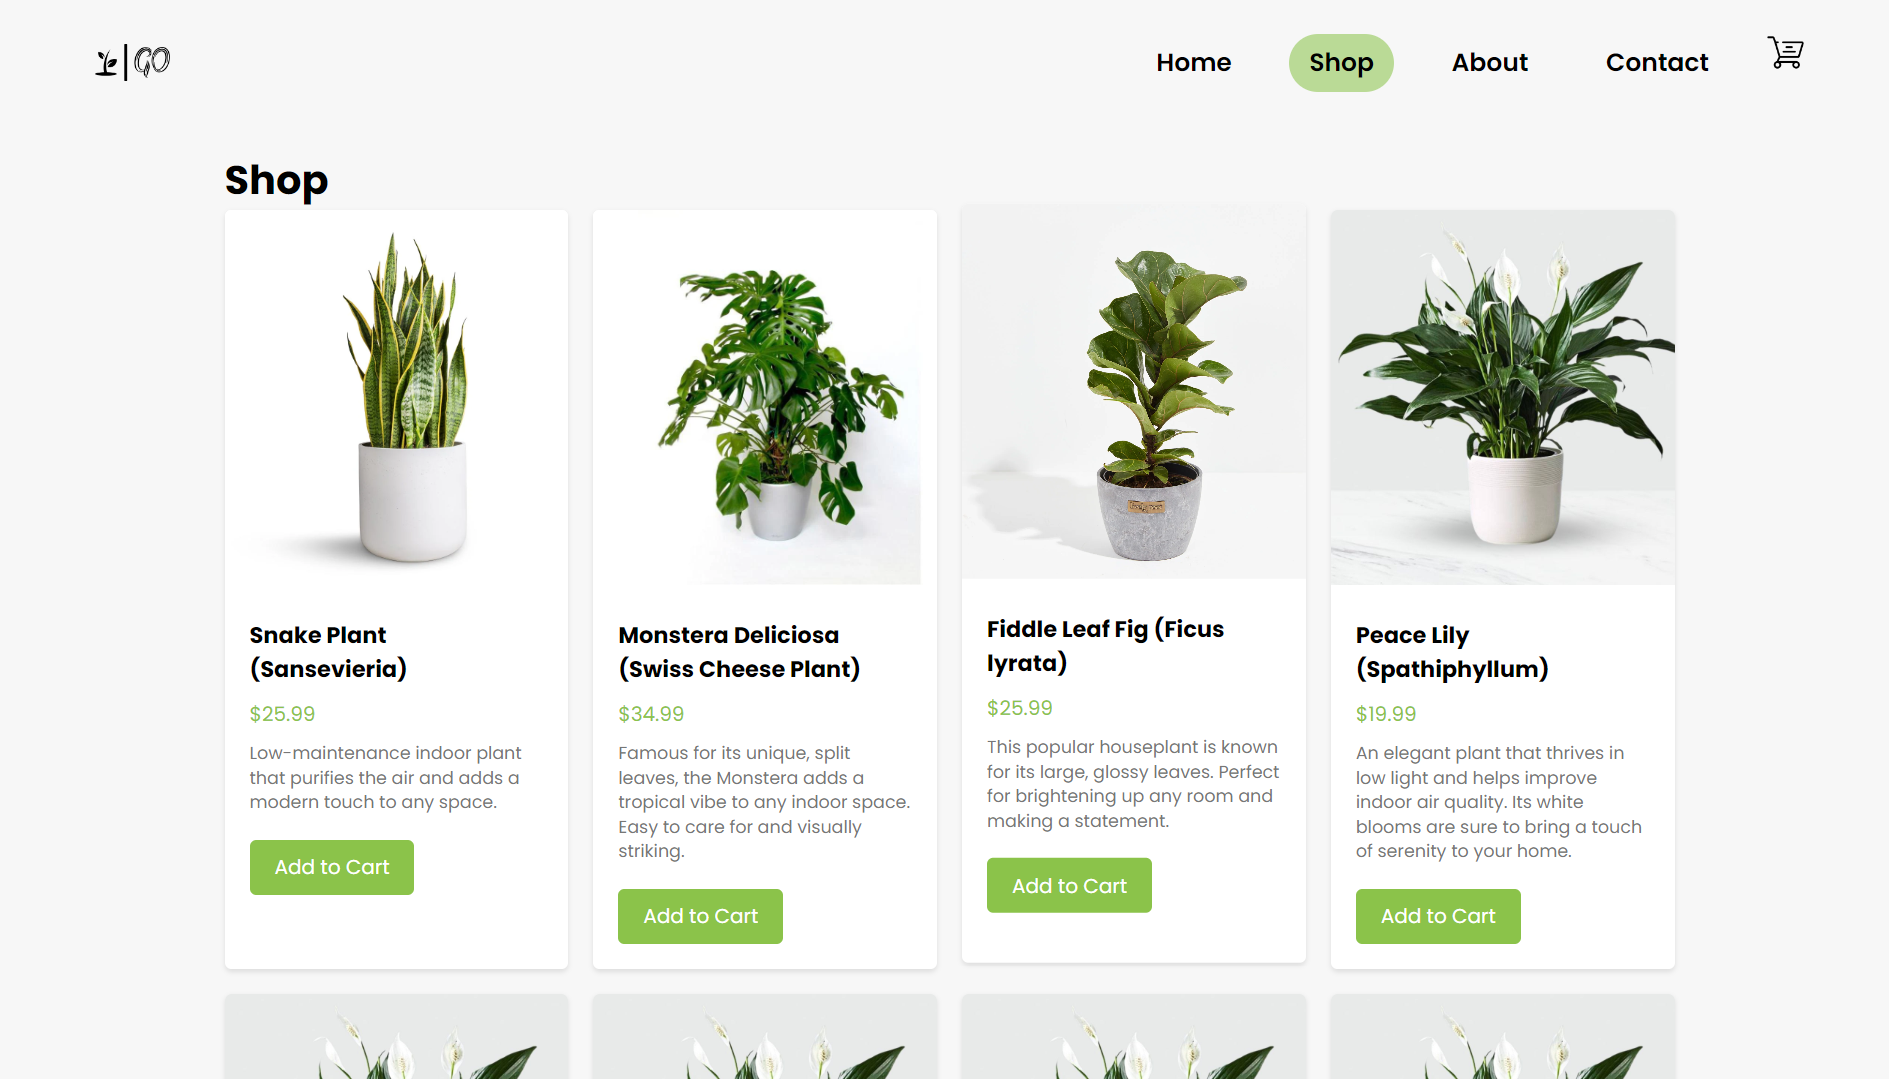 GO
Home
Shop
About
Contact
Shop
Snake Plant
(Sansevieria)
$25.99
Low-maintenance indoor plant
that purifies the air and adds a
modern touch to any space.
Add to Cart
Monstera Deliciosa
(Swiss Cheese Plant)
$34.99
Famous for its unique, split
leaves, the Monstera adds a
tropical vibe to any indoor space.
Easy to care for and visually
striking.
Add to Cart
Fiddle Leaf Fig (Ficus
lyrata)
$25.99
This popular houseplant is known
for its large, glossy leaves. Perfect
for brightening up any room and
making a statement.
Add to Cart
Peace Lily
(Spathiphyllum)
$19.99
An elegant plant that thrives in
low light and helps improve
indoor air quality. Its white
blooms are sure to bring a touch
of serenity to your home.
Add to Cart